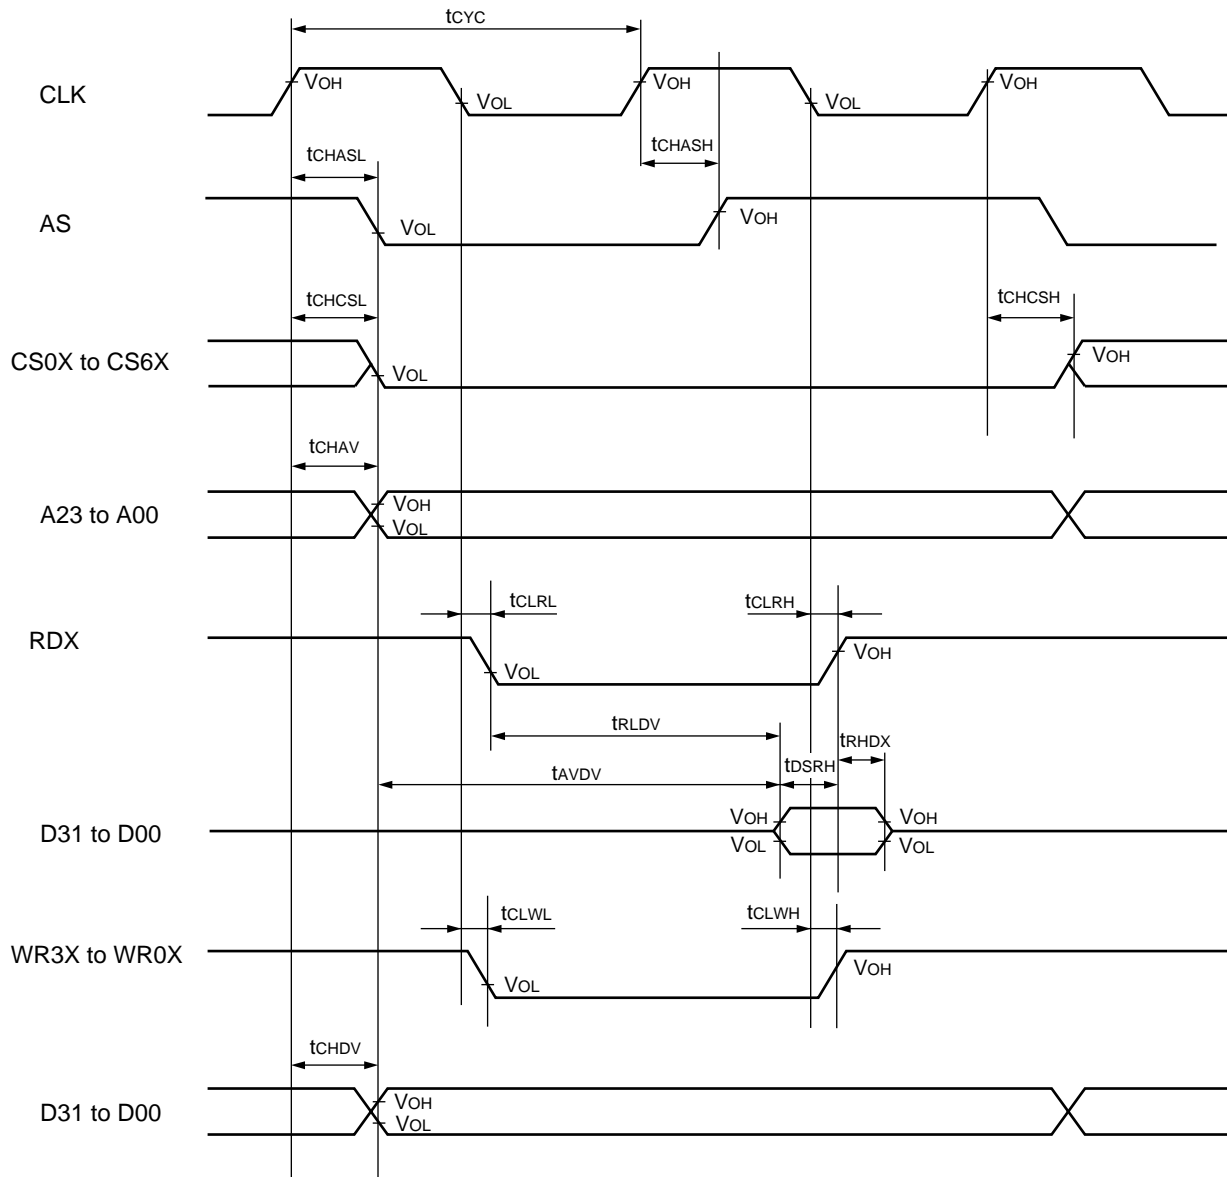 tCYC
CLK
VOH
VOL
VOH
VOL
VOH
tCHASL
tCHASH
AS
VOL
VOH
tCHCSL
tCHCSH
CS0X to CS6X
VOL
VOH
tCHAV
A23 to A00
VOH
VOL
tCLRL
tCLRH
RDX
VOL
VOH
tRLDV
tRHDX
tAVDV
tDSRH
D31 to D00
VOH
VOL
VOH
VOL
tCLWL
tCLWH
WR3X to WR0X
VOL
VOH
tCHDV
D31 to D00
VOH
VOL